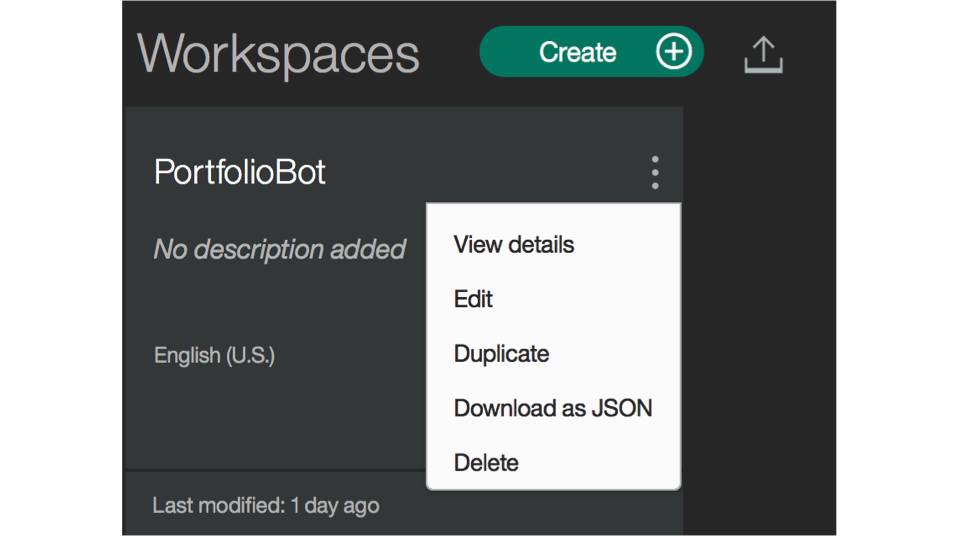 Workspaces
Create
PortfolioBot
No description added
English (U.S.)
View details
Edit
Duplicate
Download as JSON
Delete
Last modified: 1 day ago